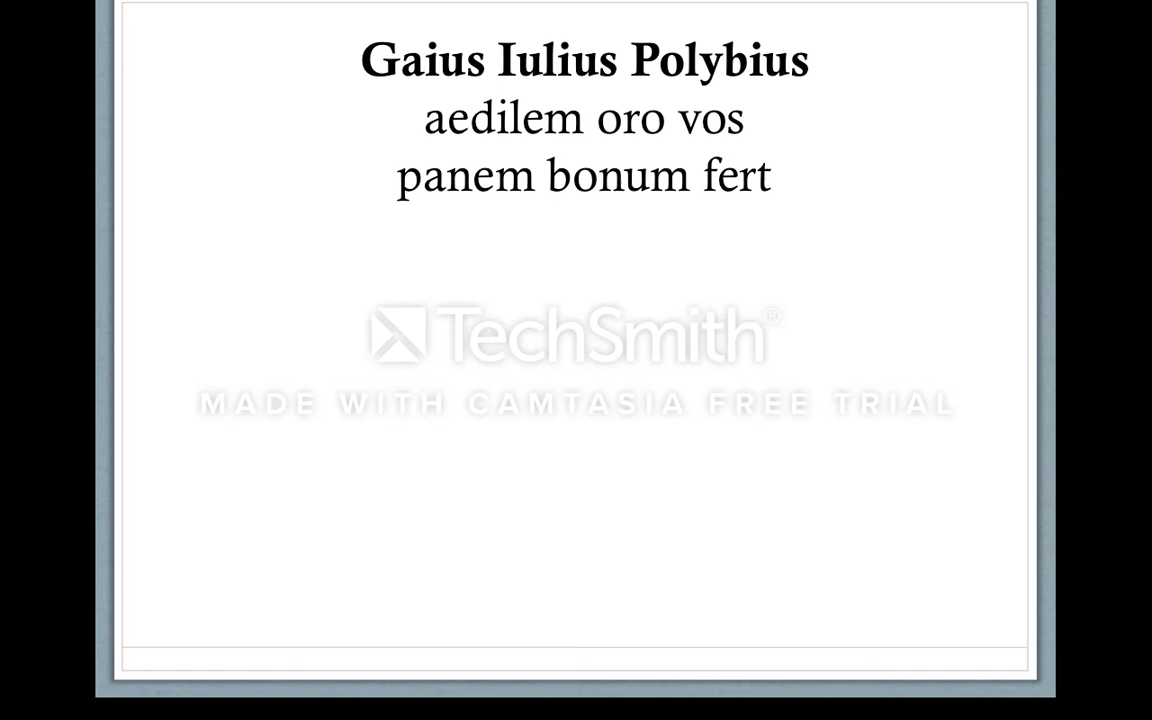 Gaius Iulius Polybius
aedilem oro vos
panem bonum fert
TechSmith®
MADE WITH CAMTASIA FREE TRIAL